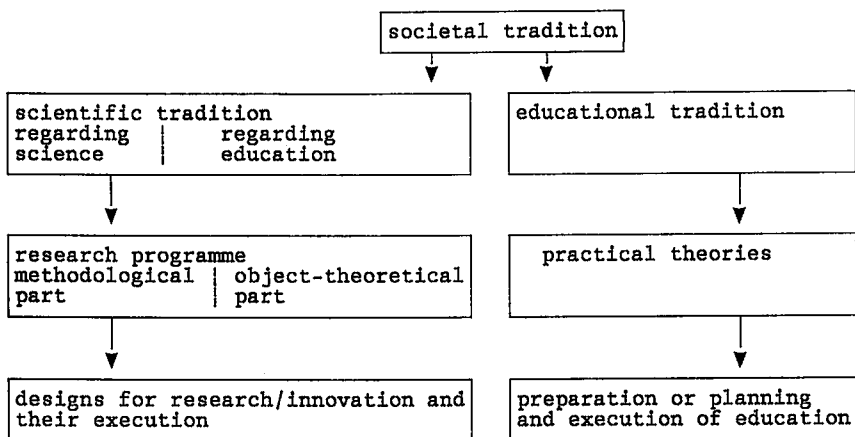 societal tradition
scientific tradition
regarding | regarding
science | education
educational tradition
research programme
methodological | object-theoretical
part | part
practical theories
designs for research/innovation and
their execution
preparation or planning
and execution of education